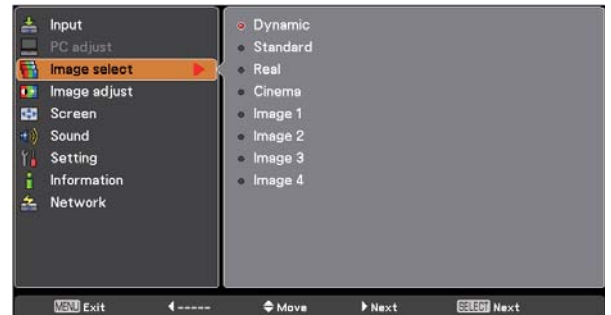 Input
PC adjust
Image select
Image adjust
Screen
Sound
Setting
Information
Network
Dynamic
Standard
Real
Cinema
Image 1
Image 2
Image 3
Image 4
MENU Exit ----- Move Next SELECT Next